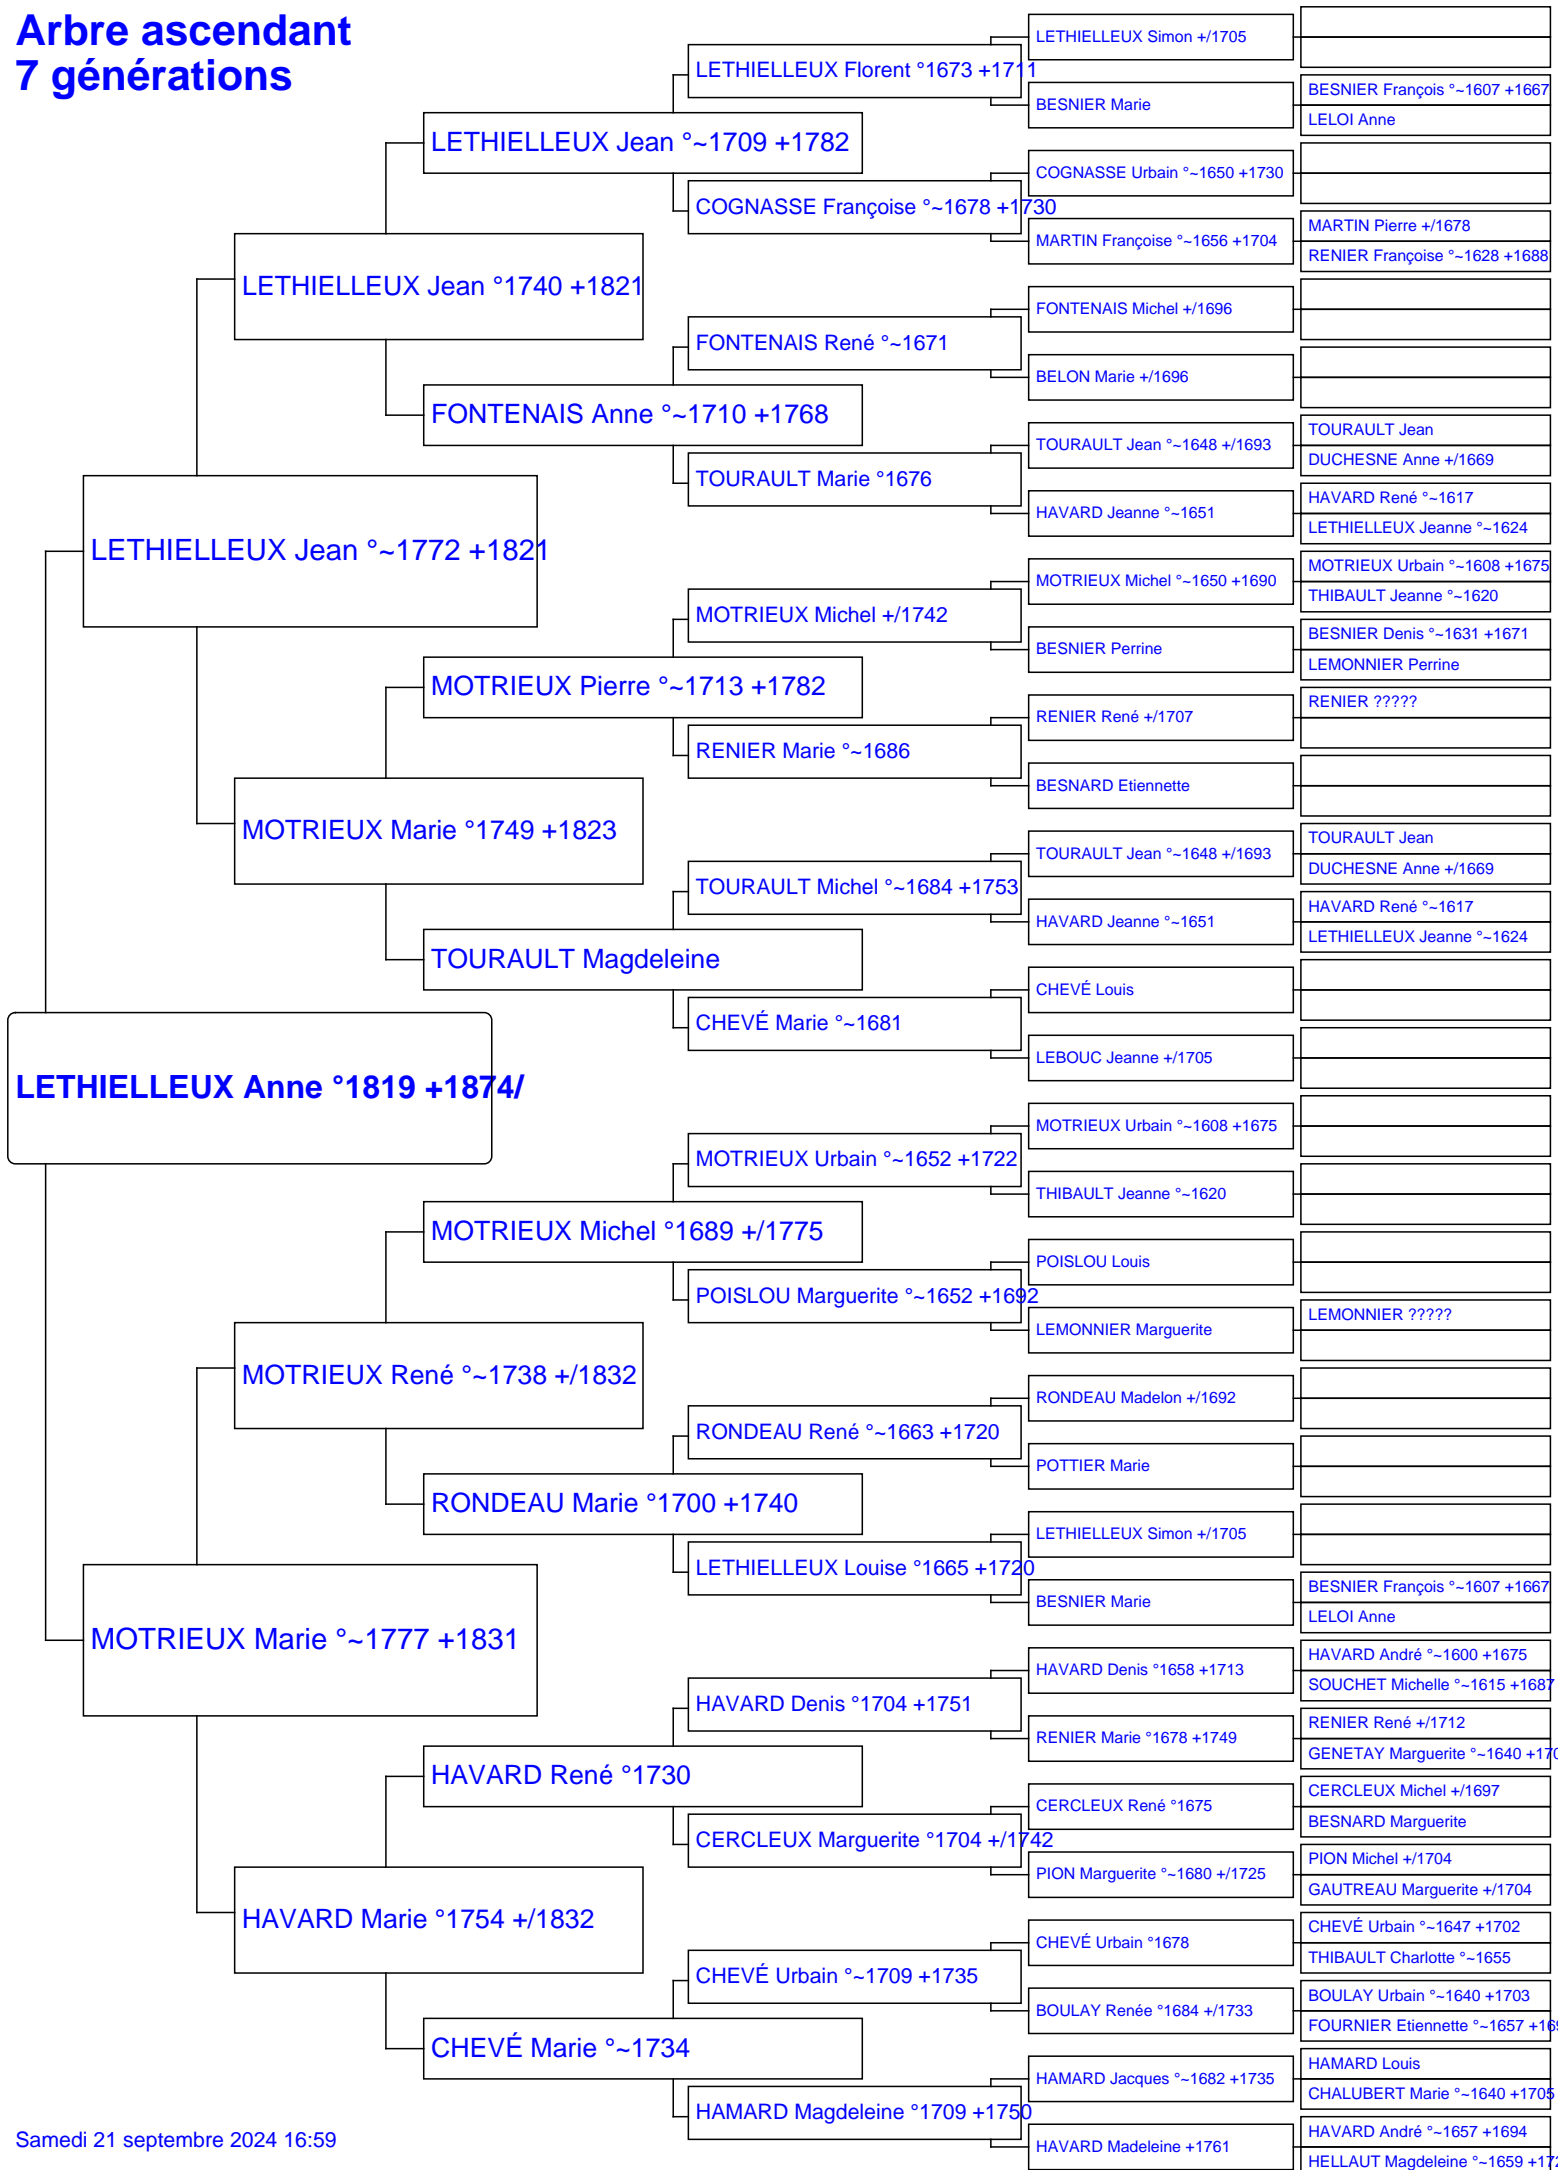 Arbre ascendant
7 générations
LETHIELLEUX Anne °1819 +1874/
LETHIELLEUX Jean °~1772 +1821
MOTRIEUX Marie °~1777 +1831
LETHIELLEUX Jean °1740 +1821
MOTRIEUX Marie °1749 +1823
MOTRIEUX René °~1738 +/1832
HAVARD Marie °1754 +/1832
LETHIELLEUX Jean °~1709 +1782
FONTENAIS Anne °~1710 +1768
MOTRIEUX Pierre °~1713 +1782
TOURAULT Magdeleine
MOTRIEUX Michel °1689 +/1775
RONDEAU Marie °1700 +1740
HAVARD René °1730
CHEVÉ Marie °~1734
LETHIELLEUX Florent °1673 +1711
COGNASSE Françoise °~1678 +1730
FONTENAIS René °~1671
TOURAULT Marie °1676
MOTRIEUX Michel +/1742
RENIER Marie °~1686
TOURAULT Michel °~1684 +1753
CHEVÉ Marie °~1681
MOTRIEUX Urbain °~1652 +1722
POISLOU Marguerite °~1652 +1692
RONDEAU René °~1663 +1720
LETHIELLEUX Louise °1665 +1720
HAVARD Denis °1704 +1751
CERCLEUX Marguerite °1704 +/1742
CHEVÉ Urbain °~1709 +1735
HAMARD Magdeleine °1709 +1750
LETHIELLEUX Simon +/1705
BESNIER Marie
COGNASSE Urbain °~1650 +1730
MARTIN Françoise °~1656 +1704
FONTENAIS Michel +/1696
BELON Marie +/1696
TOURAULT Jean °~1648 +/1693
HAVARD Jeanne °~1651
MOTRIEUX Michel °~1650 +1690
BESNIER Perrine
RENIER René +/1707
BESNARD Etiennette
TOURAULT Jean °~1648 +/1693
HAVARD Jeanne °~1651
CHEVÉ Louis
LEBOUC Jeanne +/1705
MOTRIEUX Urbain °~1608 +1675
THIBAULT Jeanne °~1620
POISLOU Louis
LEMONNIER Marguerite
RONDEAU Madelon +/1692
POTTIER Marie
LETHIELLEUX Simon +/1705
BESNIER Marie
HAVARD Denis °1658 +1713
RENIER Marie °1678 +1749
CERCLEUX René °1675
PION Marguerite °~1680 +/1725
CHEVÉ Urbain °1678
BOULAY Renée °1684 +/1733
HAMARD Jacques °~1682 +1735
HAVARD Madeleine +1761
BESNIER François °~1607 +1667
LELOI Anne
MARTIN Pierre +/1678
RENIER Françoise °~1628 +1688
TOURAULT Jean
DUCHESNE Anne +/1669
HAVARD René °~1617
LETHIELLEUX Jeanne °~1624
MOTRIEUX Urbain °~1608 +1675
THIBAULT Jeanne °~1620
BESNIER Denis °~1631 +1671
LEMONNIER Perrine
RENIER ?????
TOURAULT Jean
DUCHESNE Anne +/1669
HAVARD René °~1617
LETHIELLEUX Jeanne °~1624
LEMONNIER ?????
BESNIER François °~1607 +1667
LELOI Anne
HAVARD André °~1600 +1675
SOUCHET Michelle °~1615 +1687
RENIER René +/1712
GENETAY Marguerite °~1640
CERCLEUX Michel +/1697
BESNARD Marguerite
PION Michel +/1704
GAUTREAU Marguerite +/1704
CHEVÉ Urbain °~1647 +1702
THIBAULT Charlotte °~1655
BOULAY Urbain °~1640 +1703
FOURNIER Etiennette °~1657
HAMARD Louis
CHALUBERT Marie °~1640 +1705
HAVARD André °~1657 +1694
HELLAUT Magdeleine °~1659
Samedi 21 septembre 2024 16:59